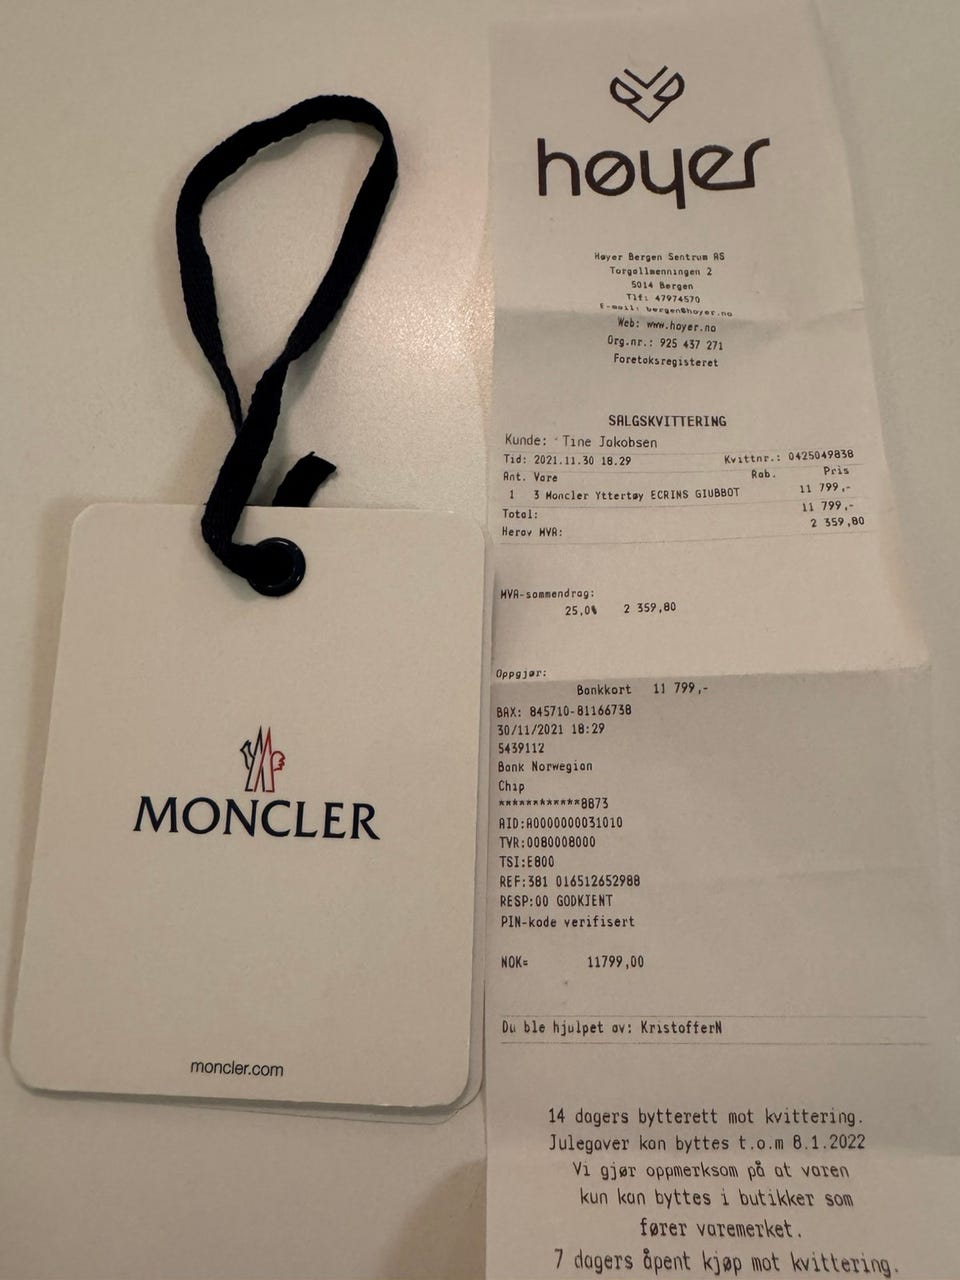 MONCLER
moncler.com
høyer
Høyer Bergen Sentrum AS
Torgallmenningen 2
5014 Bergen
Tlf: 47974570
E-mail: bergen@hoyer.no
Web: www.hoyer.no
Org.nr.: 925 437 271
Foretaksregisteret
SALGSKVITTERING
Kunde: Tine Jakobsen
Tid: 2021.11.30 18.29 Kvittnr.: 0425049838
Ant. Vare Rab. Pris
1 3 Moncler Yttertøy ECRINS GIUBBOT 11 799,-
Total: 11 799,-
Herav MVA: 2 359,80
MVA-sammendrag:
25,0% 2 359,80
Oppgjør:
Bankkort 11 799,-
BAX: 845710-81166738
30/11/2021 18:29
5439112
Bank Norwegian
Chip
************8873
AID:A0000000031010
TVR:0080008000
TSI:E800
REF:381 016512652988
RESP:00 GODKJENT
PIN-kode verifisert
NOK= 11799,00
Du ble hjulpet av: KristofferN
14 dagers bytterett mot kvittering.
Julegaver kan byttes t.o.m 8.1.2022
Vi gjør oppmerksom på at varen
kun kan byttes i butikker som
fører varemerket.
7 dagers åpent kjøp mot kvittering.